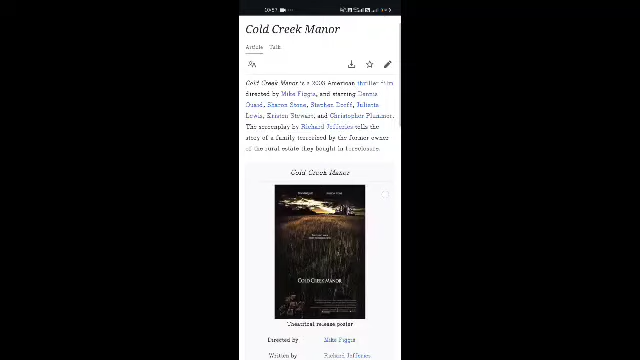 10:57
Cold Creek Manor
Article Talk
Cold Creek Manor is a 2003 American thriller film
directed by Mike Figgis, and starring Dennis
Quaid, Sharon Stone, Stephen Dorff, Juliette
Lewis, Kristen Stewart, and Christopher Plummer.
The screenplay by Richard Jefferies tells the
story of a family terrorized by the former owner
of the rural estate they bought in foreclosure.
Cold Creek Manor
COLD CREEK MANOR
Theatrical release poster
Directed by Mike Figgis
Written by Richard Jefferies